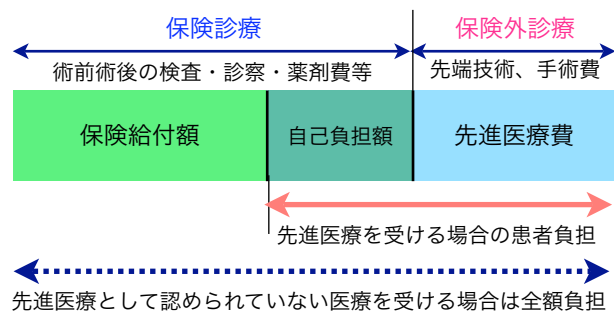 保険診療
保険外診療
術前術後の検査・診察・薬剤費等
先端技術、手術費
保険給付額
自己負担額
先進医療費
先進医療を受ける場合の患者負担
先進医療として認められていない医療を受ける場合は全額負担